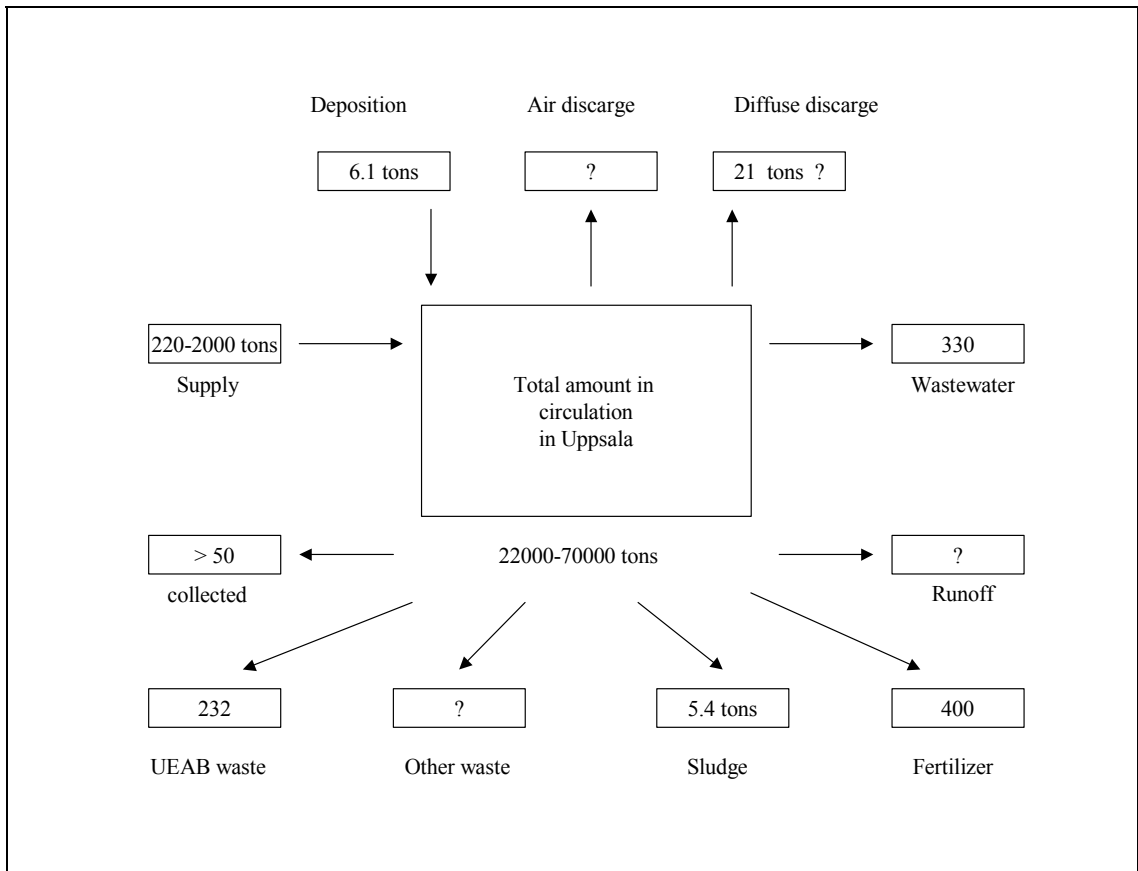 Deposition
Air discarge
Diffuse discarge
6.1 tons
?
21 tons ?
220-2000 tons
Supply
Total amount in
circulation
in Uppsala
330
Wastewater
> 50
collected
22000-70000 tons
?
Runoff
232
?
5.4 tons
400
UEAB waste
Other waste
Sludge
Fertilizer